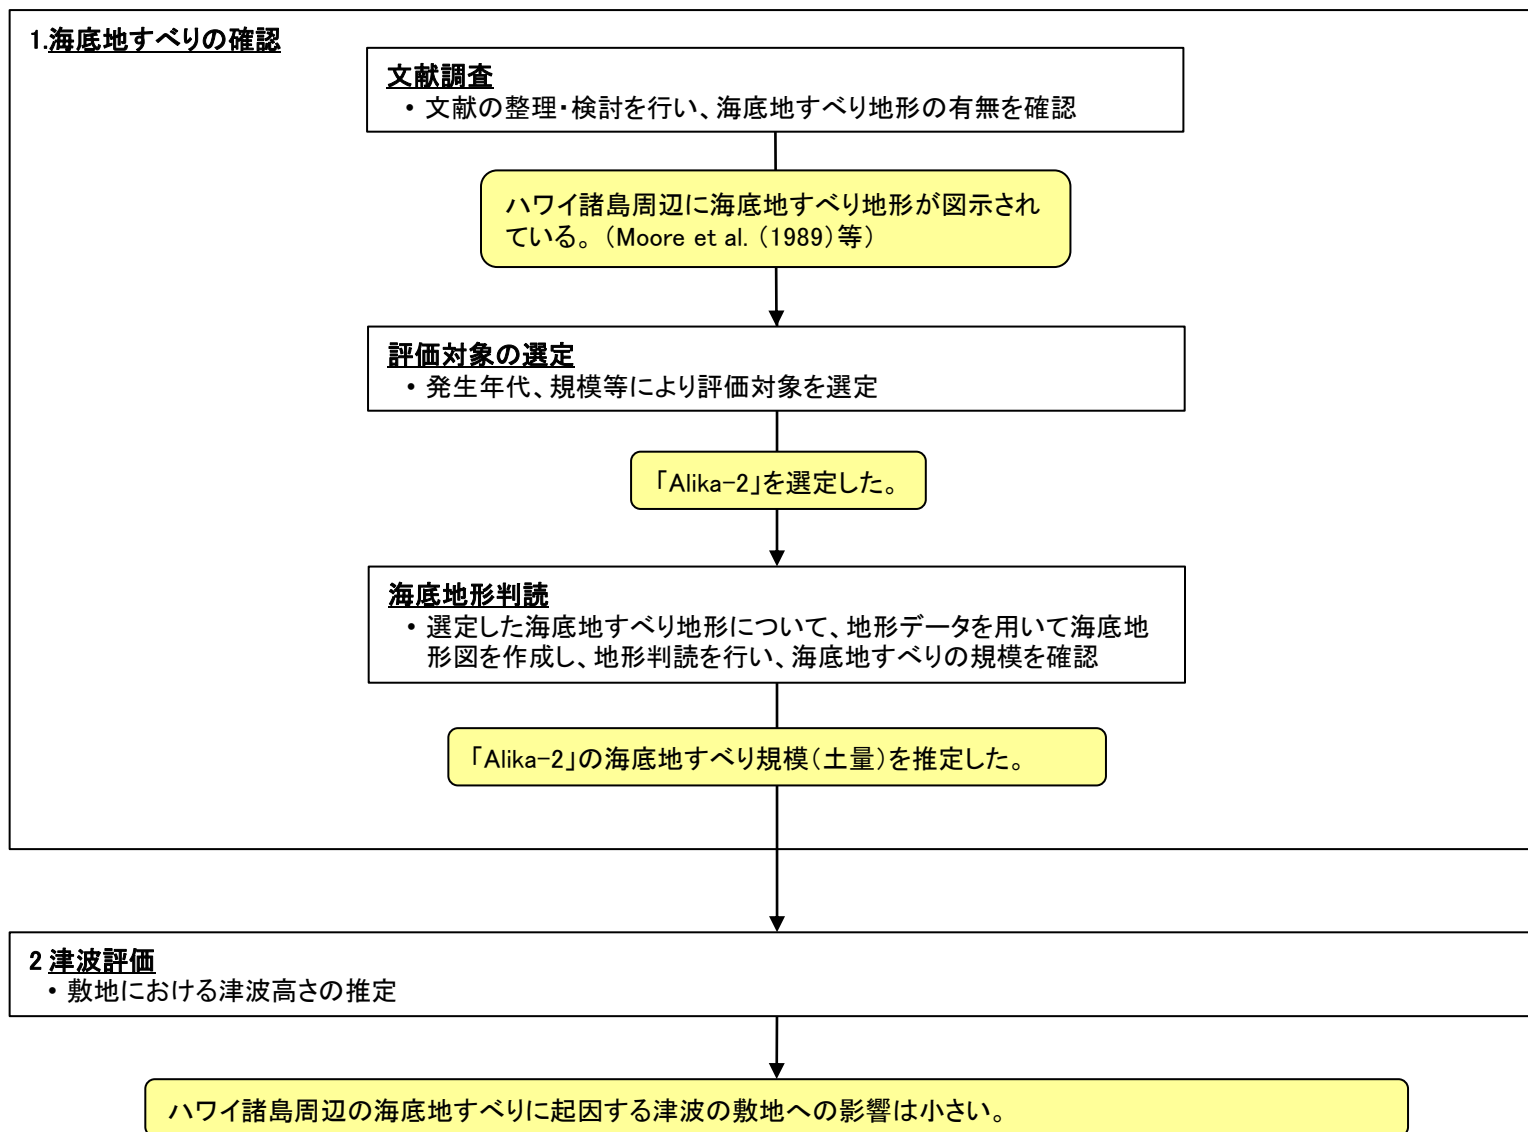 1.海底地すべりの確認
文献調査
• 文献の整理・検討を行い、海底地すべり地形の有無を確認
ハワイ諸島周辺に海底地すべり地形が図示され
ている。（Moore et al.（1989）等）
評価対象の選定
• 発生年代、規模等により評価対象を選定
「Alika−2」を選定した。
海底地形判読
• 選定した海底地すべり地形について、地形データを用いて海底地
形図を作成し、地形判読を行い、海底地すべりの規模を確認
「Alika−2」の海底地すべり規模（土量）を推定した。
2 津波評価
• 敷地における津波高さの推定
ハワイ諸島周辺の海底地すべりに起因する津波の敷地への影響は小さい。